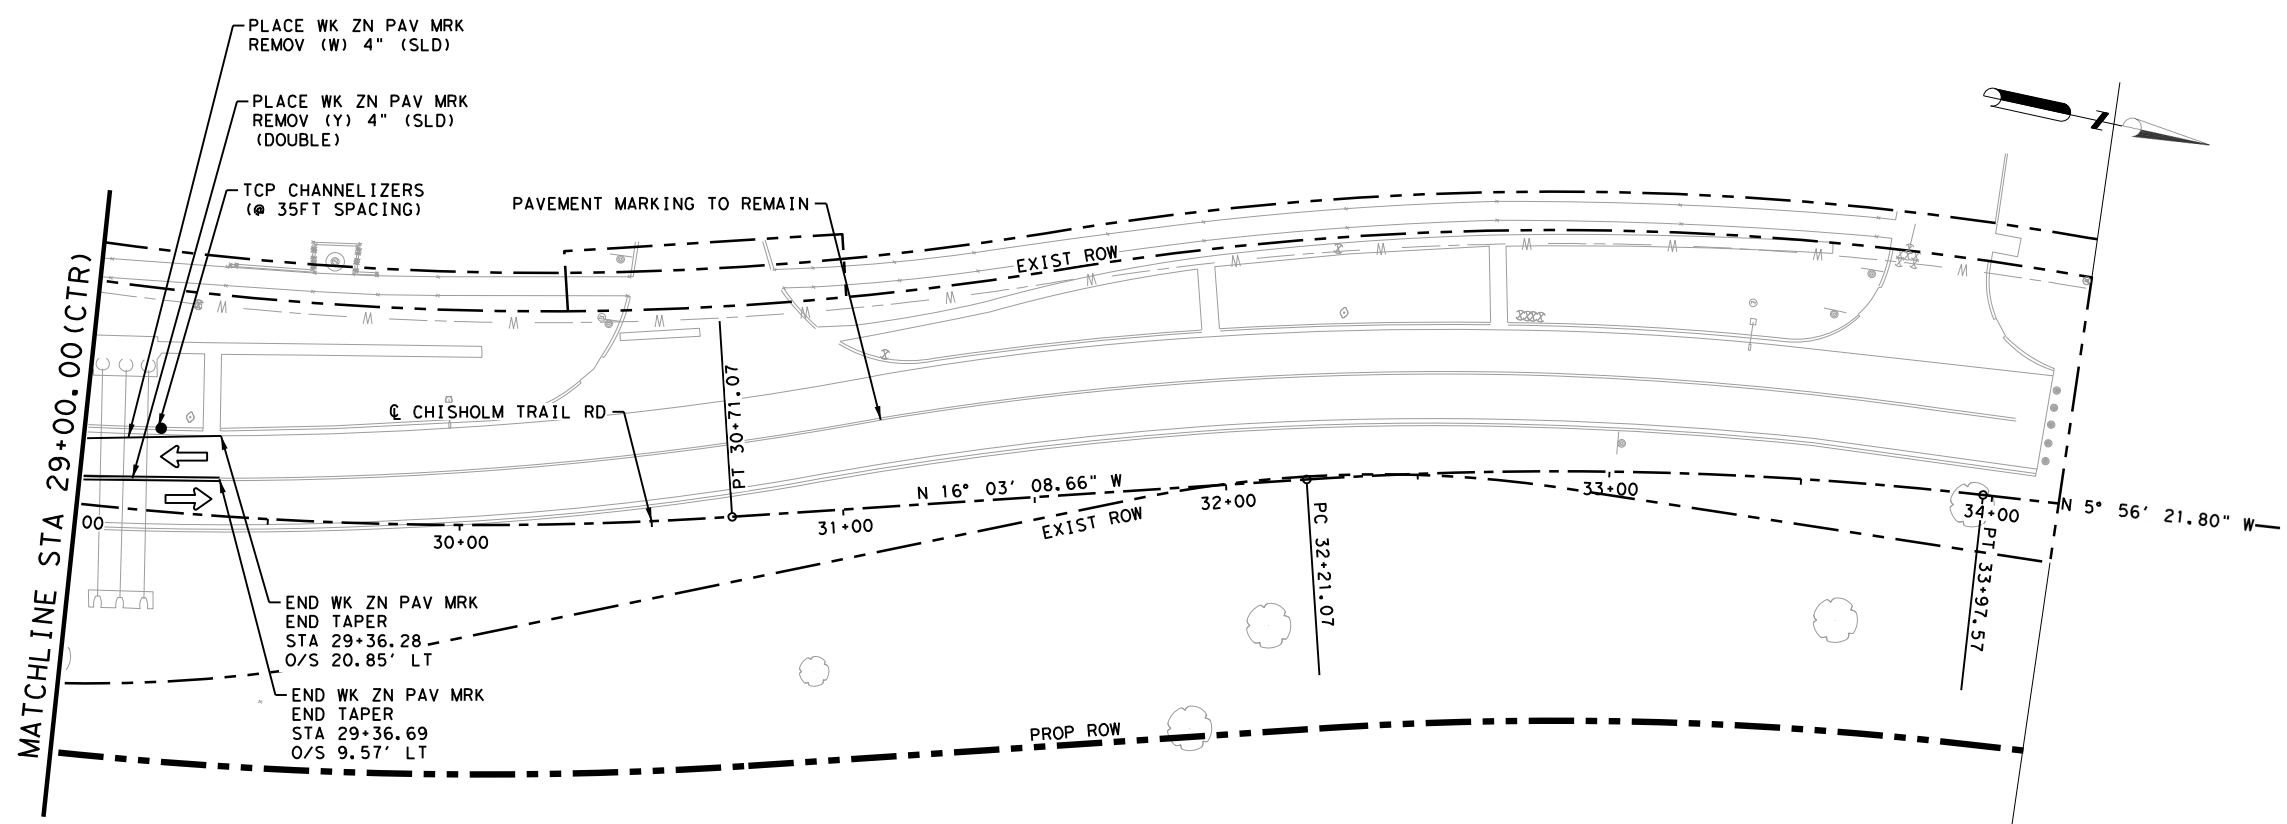 PLACE WK ZN PAV MRK
REMOV (W) 4" (SLD)
PLACE WK ZN PAV MRK
REMOV (Y) 4" (SLD)
(DOUBLE)
TCP CHANNELIZERS
(@ 35FT SPACING)
PAVEMENT MARKING TO REMAIN
EXIST ROW
W W W W W W W W W W W W W
MATCHLINE STA 29+00.00(CTR)
℄ CHISHOLM TRAIL RD
PT 30+71.07
N 16° 03' 08.66" W
00
30+00
31+00
32+00
33+00
34+00
EXIST ROW
PC 32+21.07
PT 33+97.57
N 5° 56' 21.80" W
END WK ZN PAV MRK
END TAPER
STA 29+36.28
O/S 20.85' LT
END WK ZN PAV MRK
END TAPER
STA 29+36.69
O/S 9.57' LT
PROP ROW